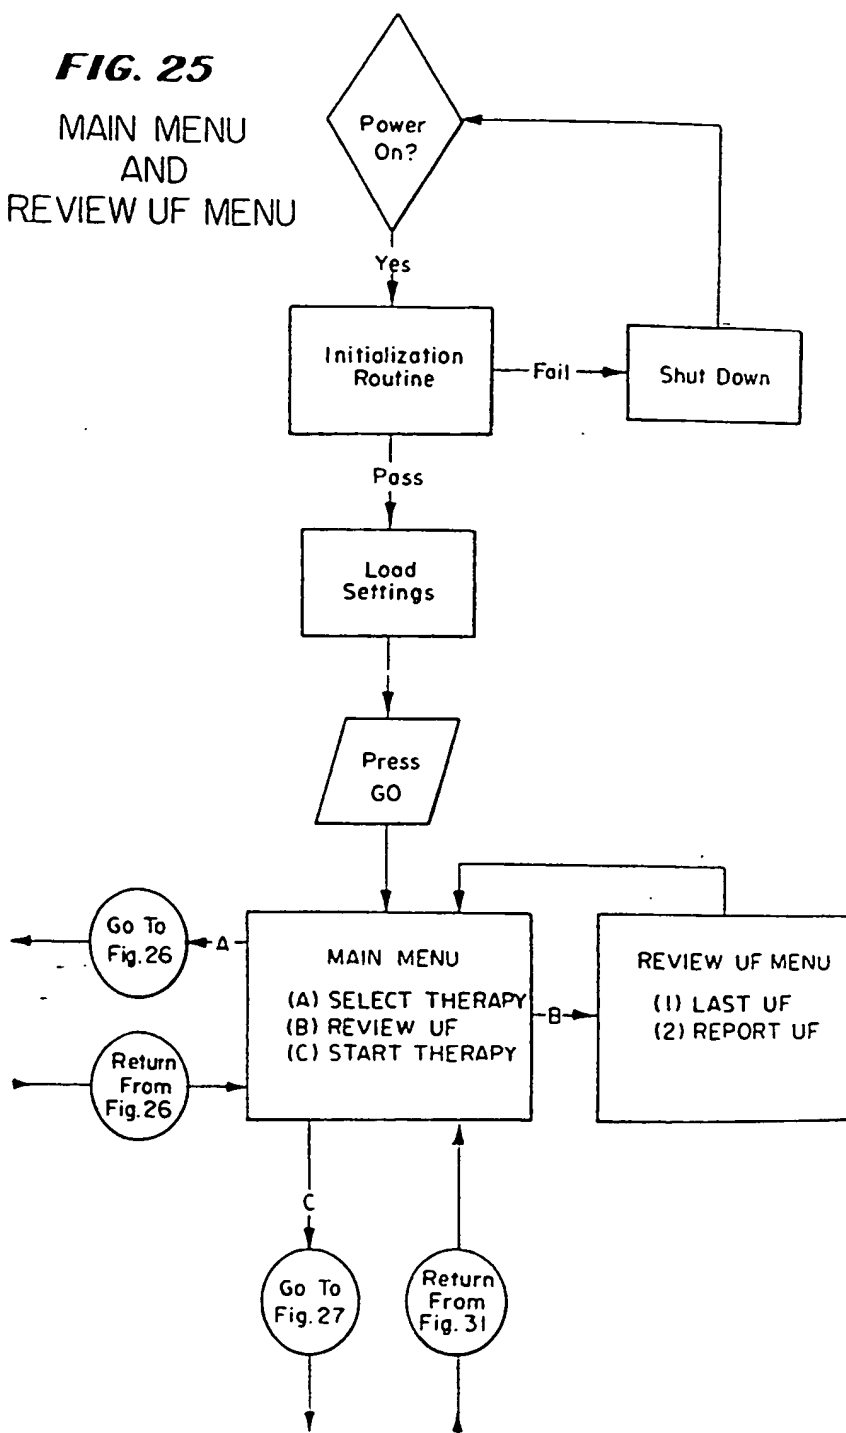 FIG. 25
MAIN MENU
AND
REVIEW UF MENU
Power
On?
Yes
Initialization
Routine
Fail
Shut Down
Pass
Load
Settings
Press
GO
Go To
Fig. 26
A
MAIN MENU
(A) SELECT THERAPY
(B) REVIEW UF
(C) START THERAPY
B
REVIEW UF MENU
(1) LAST UF
(2) REPORT UF
Return
From
Fig. 26
C
Go To
Fig. 27
Return
From
Fig. 31